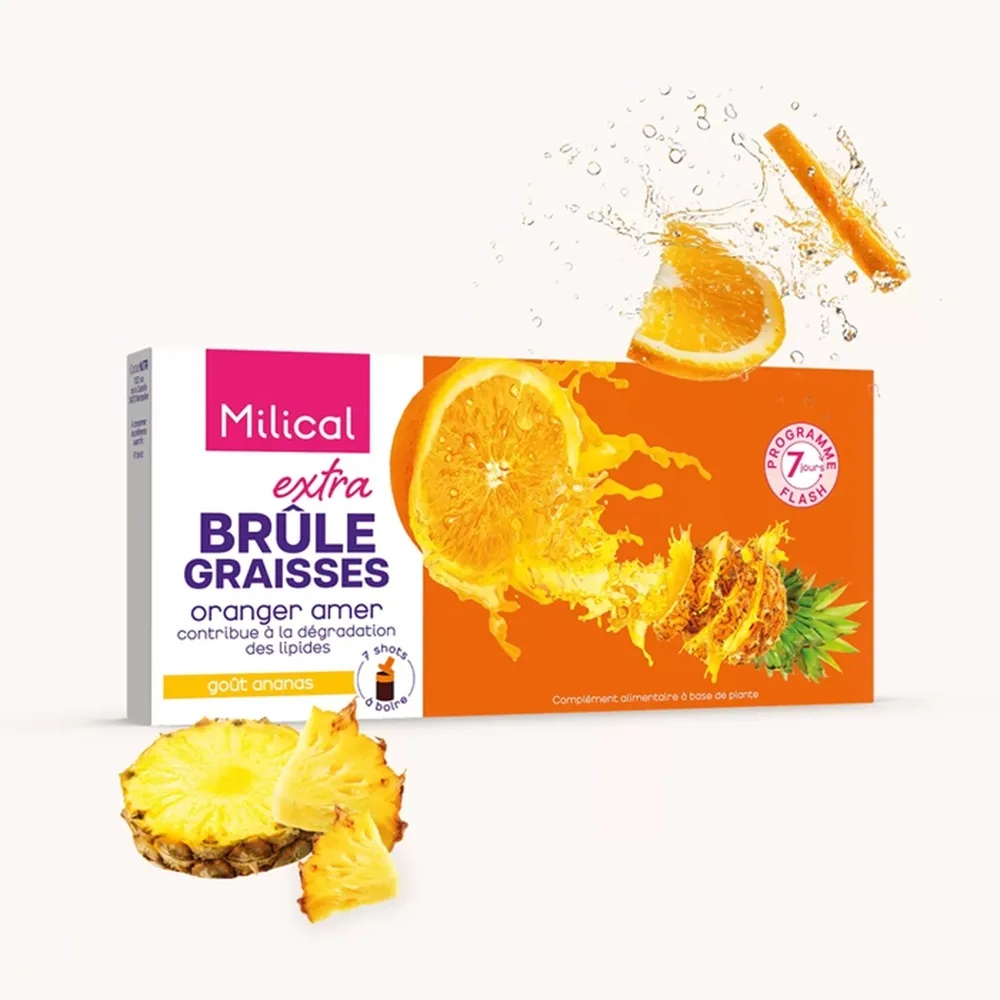 Milical
extra
BRÛLE
GRAISSES
oranger amer
contribue à la dégradation
des lipides
goût ananas
7 shots
à boire
PROGRAMME
7 jours
FLASH
Complément alimentaire à base de plante